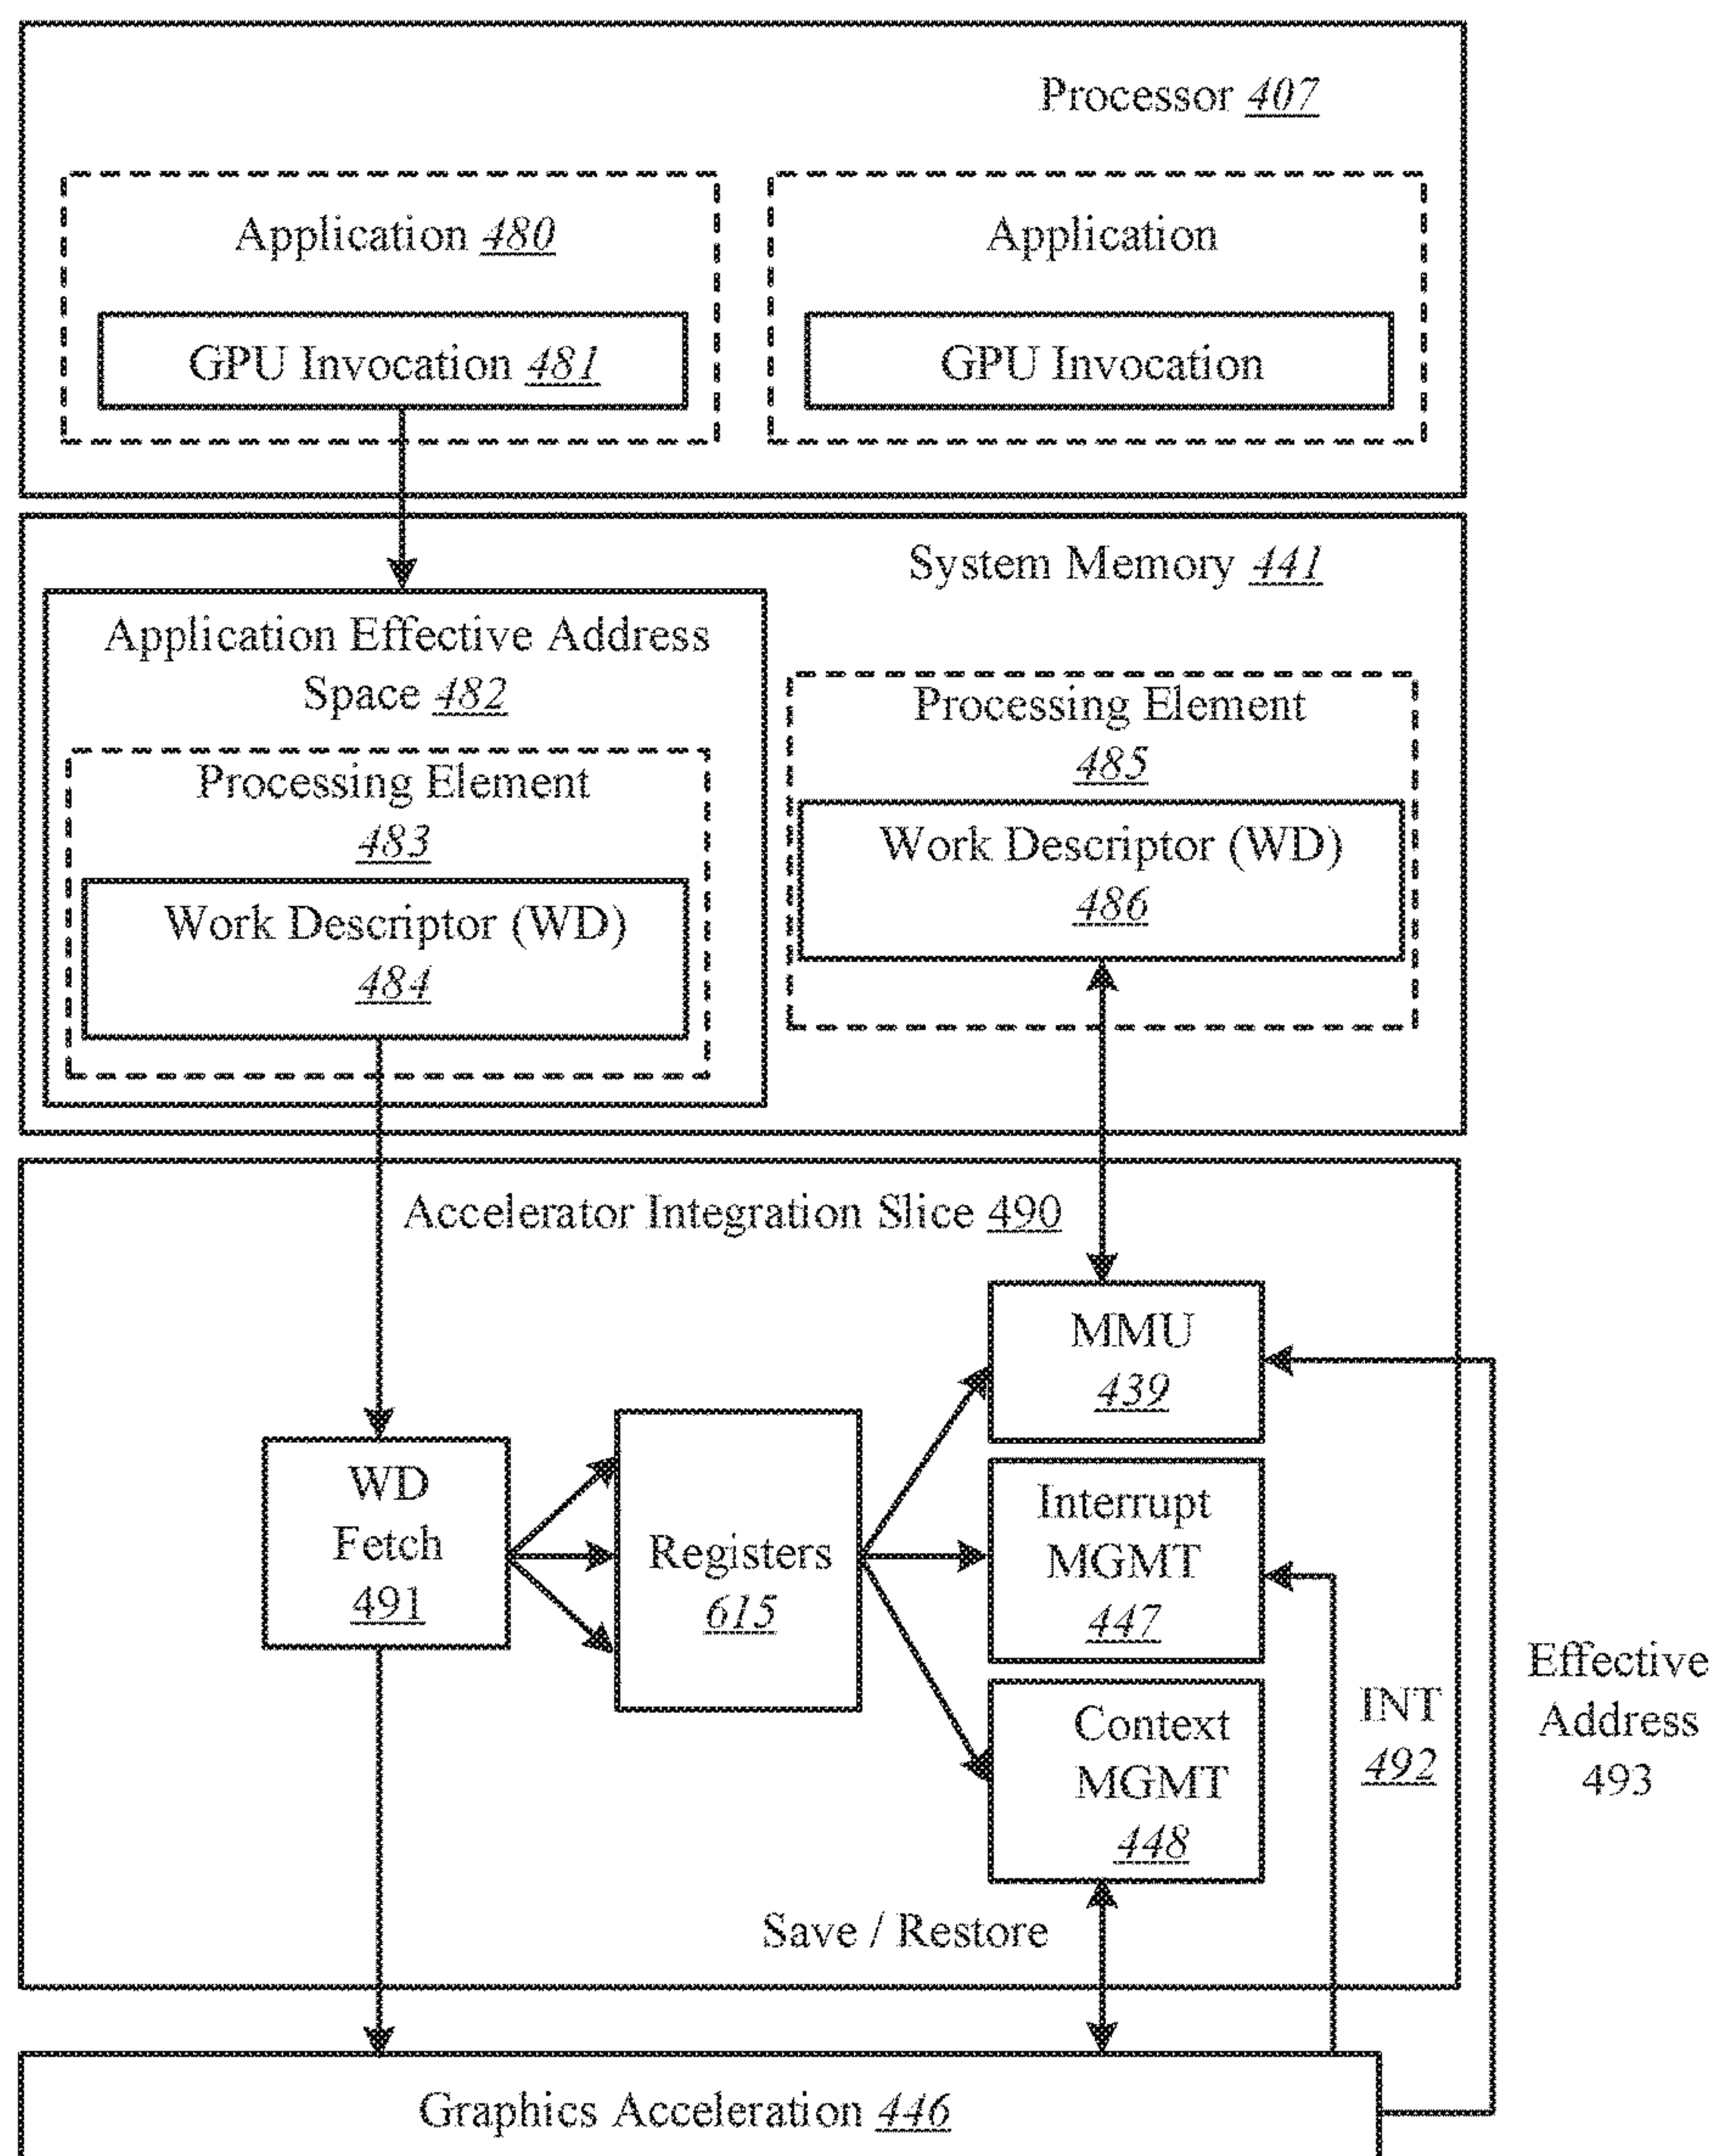 Processor 407
Application 480
Application
GPU Invocation 481
GPU Invocation
System Memory 441
Application Effective Address
Space 482
Processing Element
483
Work Descriptor (WD)
484
Processing Element
485
Work Descriptor (WD)
486
Accelerator Integration Slice 490
MMU
439
WD
Fetch
491
Registers
615
Interrupt
MGMT
447
Context
MGMT
448
INT
492
Effective
Address
493
Save / Restore
Graphics Acceleration 446